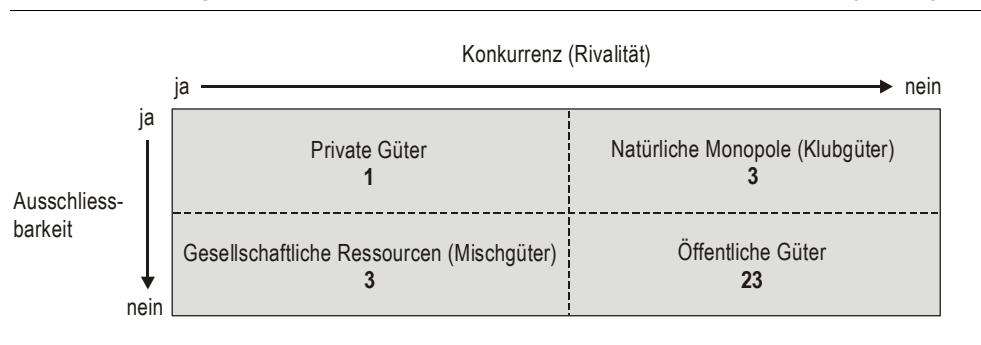 Konkurrenz (Rivalität)
ja
nein
ja
Private Güter
1
Natürliche Monopole (Klubgüter)
3
Ausschliess-
barkeit
Gesellschaftliche Ressourcen (Mischgüter)
3
Öffentliche Güter
23
nein